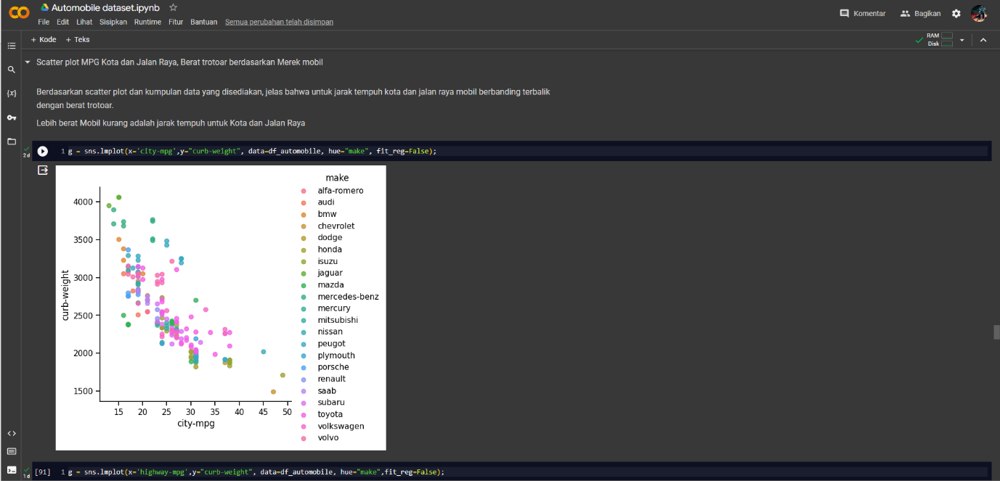 Automobile dataset.ipynb
File Edit Lihat Sisipkan Runtime Fitur Bantuan Semua perubahan telah disimpan
Komentar Bagikan
+ Kode + Teks
RAM
Disk
Scatter plot MPG Kota dan Jalan Raya, Berat trotoar berdasarkan Merek mobil
Berdasarkan scatter plot dan kumpulan data yang disediakan, jelas bahwa untuk jarak tempuh kota dan jalan raya mobil berbanding terbalik
dengan berat trotoar.
Lebih berat Mobil kurang adalah jarak tempuh untuk Kota dan Jalan Raya
2 d
1 g = sns.lmplot(x='city-mpg',y="curb-weight", data=df_automobile, hue="make", fit_reg=False);
make
alfa-romero
audi
bmw
chevrolet
dodge
honda
isuzu
jaguar
mazda
mercedes-benz
mercury
mitsubishi
nissan
peugot
plymouth
porsche
renault
saab
subaru
toyota
volkswagen
volvo
4000
3500
3000
2500
2000
1500
curb-weight
15 20 25 30 35 40 45 50
city-mpg
1 d
[91] 1 g = sns.lmplot(x='highway-mpg',y="curb-weight", data=df_automobile, hue="make",fit_reg=False);